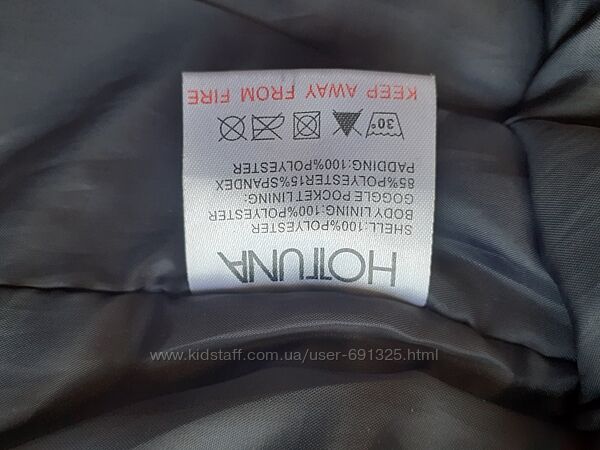 HOTTUNA
SHELL:100%POLYESTER
BODY LINING:100%POLYESTER
GOGGLE POCKET LINING:
85%POLYESTER15%SPANDEX
PADDING:100%POLYESTER
30°
KEEP AWAY FROM FIRE
www.kidstaff.com.ua/user-691325.html